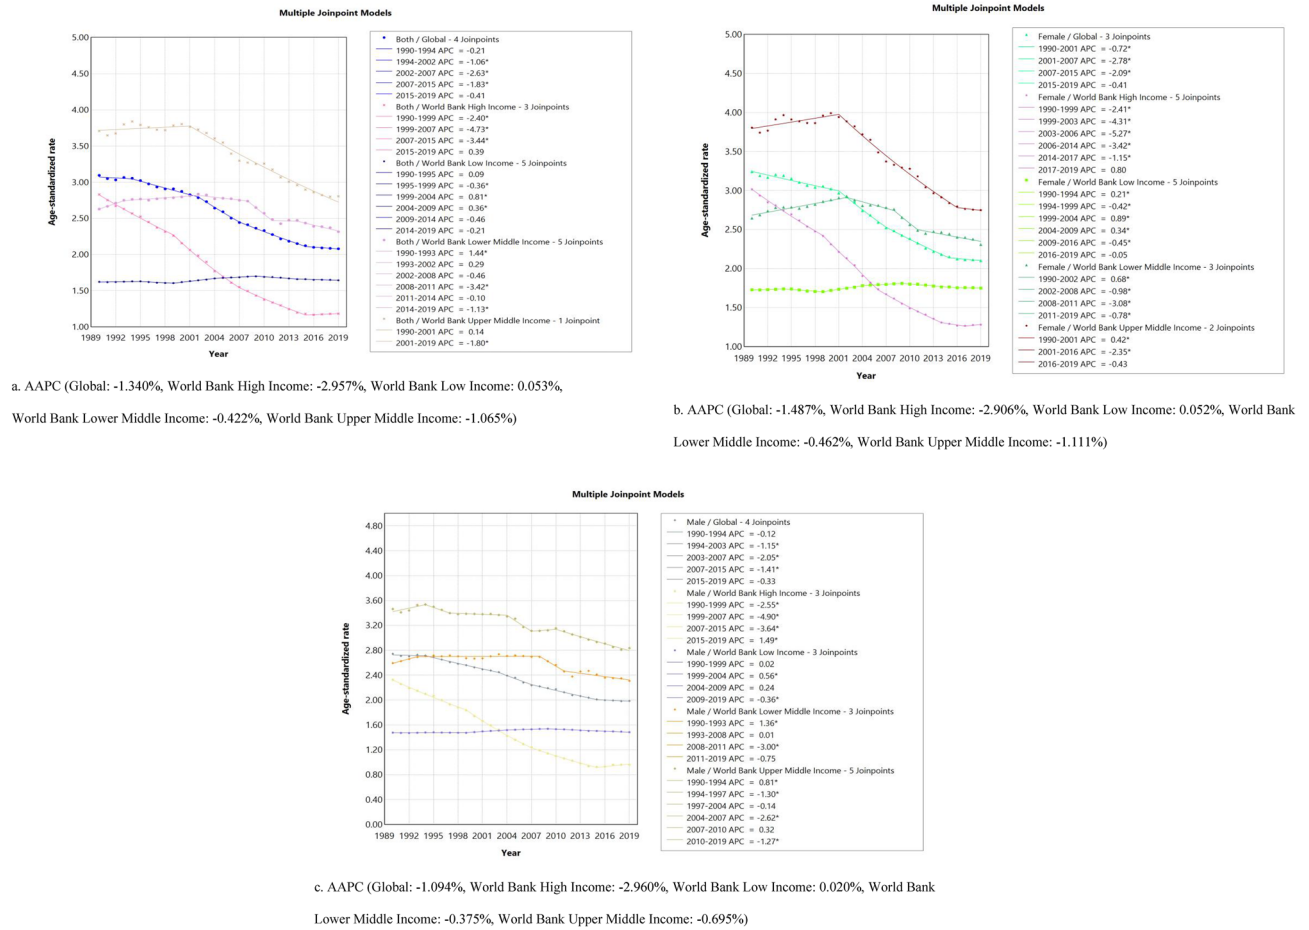 Multiple Joinpoint Models
Age-standardized rate
5.00
4.50
4.00
3.50
3.00
2.50
2.00
1.50
1.00
1989 1992 1995 1998 2001 2004 2007 2010 2013 2016 2019
Year
Both / Global - 4 Joinpoints
1990-1994 APC = -0.21
1994-2002 APC = -1.06*
2002-2007 APC = -2.63*
2007-2015 APC = -1.83*
2015-2019 APC = -0.41
Both / World Bank High Income - 3 Joinpoints
1990-1999 APC = -2.40*
1999-2007 APC = -4.73*
2007-2015 APC = -3.44*
2015-2019 APC = 0.39
Both / World Bank Low Income - 5 Joinpoints
1990-1995 APC = 0.09
1995-1999 APC = -0.36*
1999-2004 APC = 0.81*
2004-2009 APC = 0.36*
2009-2014 APC = -0.46
2014-2019 APC = -0.21
Both / World Bank Lower Middle Income - 5 Joinpoints
1990-1993 APC = 1.44*
1993-2002 APC = 0.29
2002-2008 APC = -0.46
2008-2011 APC = -3.42*
2011-2014 APC = -0.10
2014-2019 APC = -1.13*
Both / World Bank Upper Middle Income - 1 Joinpoint
1990-2001 APC = 0.14
2001-2019 APC = -1.80*
a. AAPC (Global: -1.340%, World Bank High Income: -2.957%, World Bank Low Income: 0.053%,
World Bank Lower Middle Income: -0.422%, World Bank Upper Middle Income: -1.065%)
Multiple Joinpoint Models
Age-standardized rate
5.00
4.50
4.00
3.50
3.00
2.50
2.00
1.50
1.00
1989 1992 1995 1998 2001 2004 2007 2010 2013 2016 2019
Year
Female / Global - 3 Joinpoints
1990-2001 APC = -0.72*
2001-2007 APC = -2.78*
2007-2015 APC = -2.09*
2015-2019 APC = -0.41
Female / World Bank High Income - 5 Joinpoints
1990-1999 APC = -2.41*
1999-2003 APC = -4.31*
2003-2006 APC = -5.27*
2006-2014 APC = -3.42*
2014-2017 APC = -1.15*
2017-2019 APC = 0.80
Female / World Bank Low Income - 5 Joinpoints
1990-1994 APC = 0.21*
1994-1999 APC = -0.42*
1999-2004 APC = 0.89*
2004-2009 APC = 0.34*
2009-2016 APC = -0.45*
2016-2019 APC = -0.05
Female / World Bank Lower Middle Income - 3 Joinpoints
1990-2002 APC = 0.68*
2002-2008 APC = -0.98*
2008-2011 APC = -3.08*
2011-2019 APC = -0.78*
Female / World Bank Upper Middle Income - 2 Joinpoints
1990-2001 APC = 0.42*
2001-2016 APC = -2.35*
2016-2019 APC = -0.43
b. AAPC (Global: -1.487%, World Bank High Income: -2.906%, World Bank Low Income: 0.052%, World Bank
Lower Middle Income: -0.462%, World Bank Upper Middle Income: -1.111%)
Multiple Joinpoint Models
Age-standardized rate
4.80
4.40
4.00
3.60
3.20
2.80
2.40
2.00
1.60
1.20
0.80
0.40
0.00
1989 1992 1995 1998 2001 2004 2007 2010 2013 2016 2019
Year
Male / Global - 4 Joinpoints
1990-1994 APC = -0.12
1994-2003 APC = -1.15*
2003-2007 APC = -2.05*
2007-2015 APC = -1.41*
2015-2019 APC = -0.33
Male / World Bank High Income - 3 Joinpoints
1990-1999 APC = -2.55*
1999-2007 APC = -4.90*
2007-2015 APC = -3.64*
2015-2019 APC = 1.49*
Male / World Bank Low Income - 3 Joinpoints
1990-1999 APC = 0.02
1999-2004 APC = 0.56*
2004-2009 APC = 0.24
2009-2019 APC = -0.36*
Male / World Bank Lower Middle Income - 3 Joinpoints
1990-1993 APC = 1.36*
1993-2008 APC = 0.01
2008-2011 APC = -3.00*
2011-2019 APC = -0.75
Male / World Bank Upper Middle Income - 5 Joinpoints
1990-1994 APC = 0.81*
1994-1997 APC = -1.30*
1997-2004 APC = -0.14
2004-2007 APC = -2.62*
2007-2010 APC = 0.32
2010-2019 APC = -1.27*
c. AAPC (Global: -1.094%, World Bank High Income: -2.960%, World Bank Low Income: 0.020%, World Bank
Lower Middle Income: -0.375%, World Bank Upper Middle Income: -0.695%)